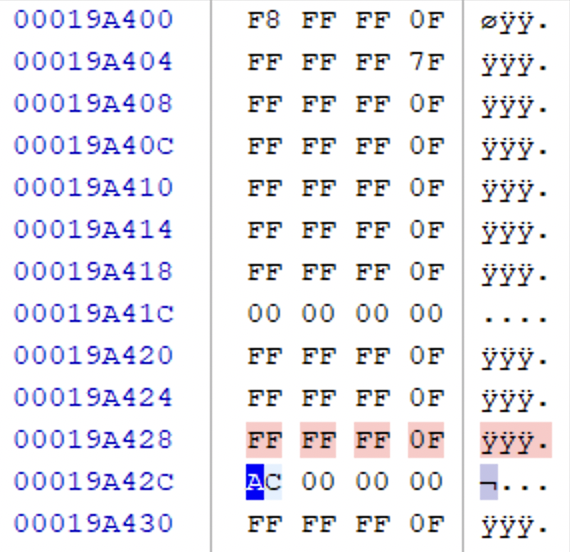 00019A400 F8 FF FF 0F øÿÿ.
00019A404 FF FF FF 7F ÿÿÿ.
00019A408 FF FF FF 0F ÿÿÿ.
00019A40C FF FF FF 0F ÿÿÿ.
00019A410 FF FF FF 0F ÿÿÿ.
00019A414 FF FF FF 0F ÿÿÿ.
00019A418 FF FF FF 0F ÿÿÿ.
00019A41C 00 00 00 00 ....
00019A420 FF FF FF 0F ÿÿÿ.
00019A424 FF FF FF 0F ÿÿÿ.
00019A428 FF FF FF 0F ÿÿÿ.
00019A42C AC 00 00 00 ¬...
00019A430 FF FF FF 0F ÿÿÿ.